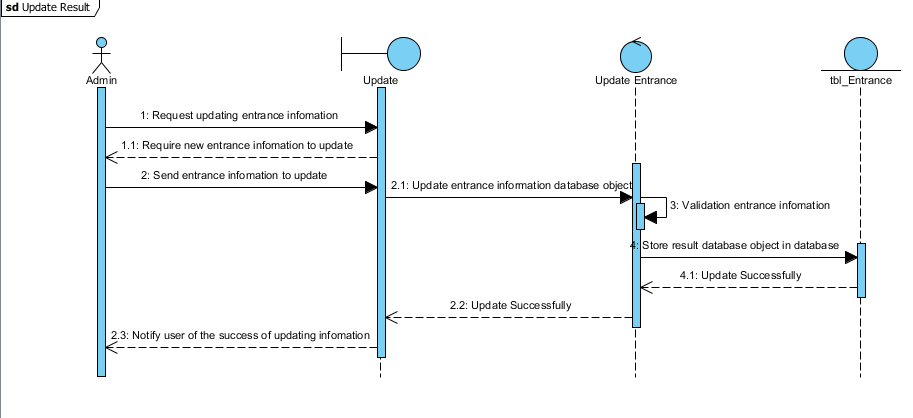 sd Update Result
Admin
Update
Update Entrance
tbl_Entrance
1: Request updating entrance infomation
1.1: Require new entrance infomation to update
2: Send entrance infomation to update
2.1: Update entrance information database object
3: Validation entrance infomation
4: Store result database object in database
4.1: Update Successfully
2.2: Update Successfully
2.3: Notify user of the success of updating infomation